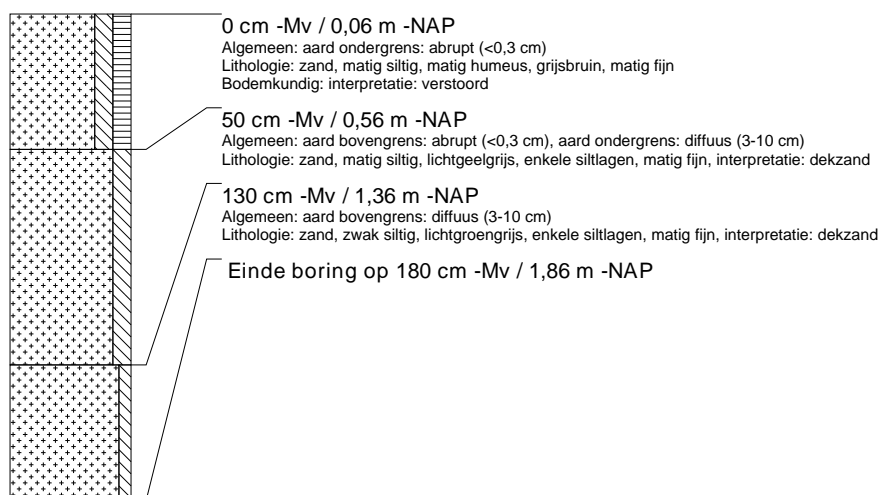 0 cm -Mv / 0,06 m -NAP
Algemeen: aard ondergrens: abrupt (<0,3 cm)
Lithologie: zand, matig siltig, matig humeus, grijsbruin, matig fijn
Bodemkundig: interpretatie: verstoord
50 cm -Mv / 0,56 m -NAP
Algemeen: aard bovengrens: abrupt (<0,3 cm), aard ondergrens: diffuus (3-10 cm)
Lithologie: zand, matig siltig, lichtgeelgrijs, enkele siltlagen, matig fijn, interpretatie: dekzand
130 cm -Mv / 1,36 m -NAP
Algemeen: aard bovengrens: diffuus (3-10 cm)
Lithologie: zand, zwak siltig, lichtgroengrijs, enkele siltlagen, matig fijn, interpretatie: dekzand
Einde boring op 180 cm -Mv / 1,86 m -NAP